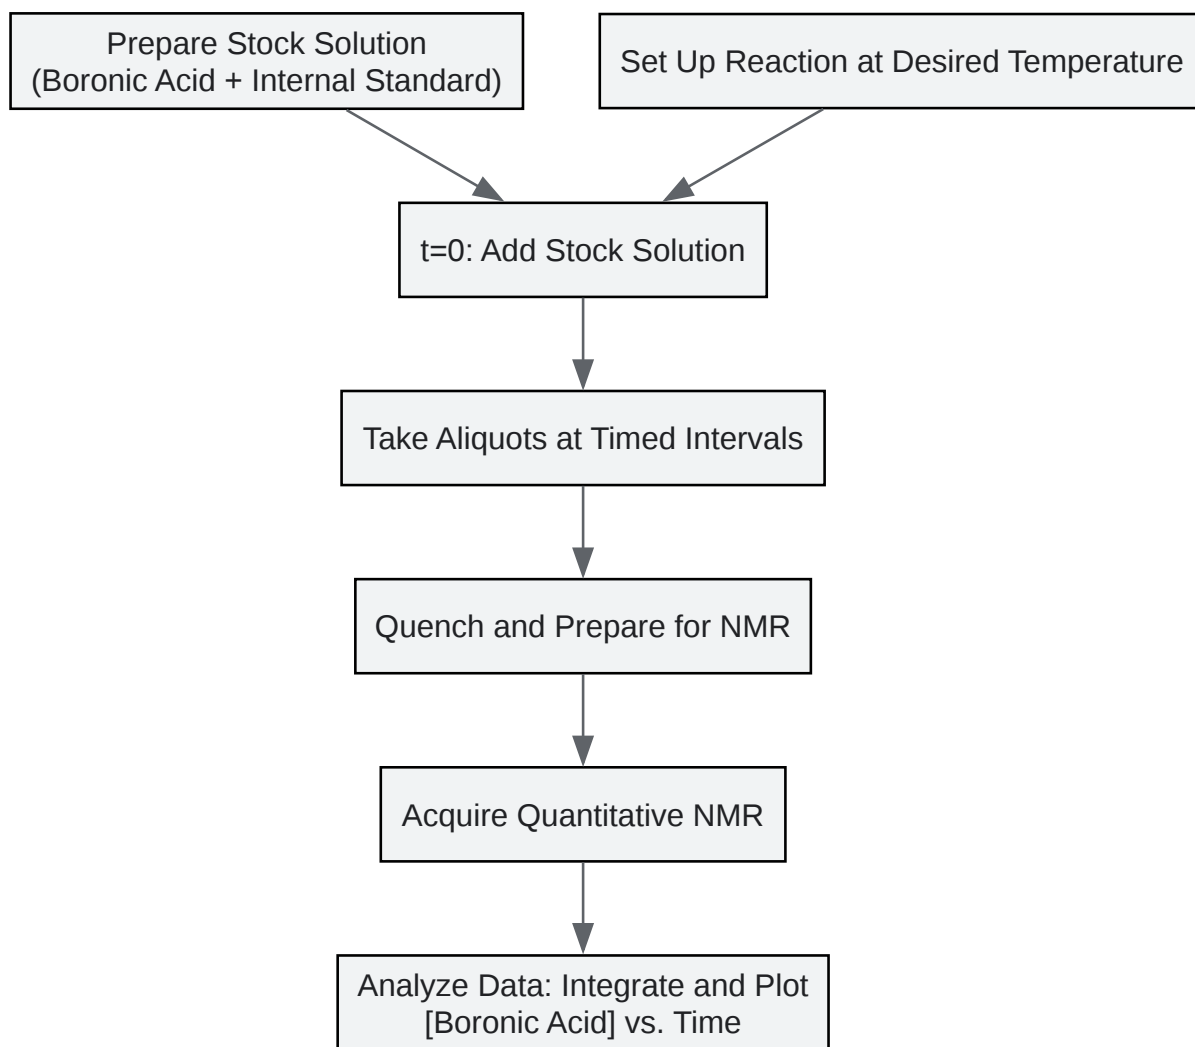 Prepare Stock Solution
(Boronic Acid + Internal Standard)
Set Up Reaction at Desired Temperature
t=0: Add Stock Solution
Take Aliquots at Timed Intervals
Quench and Prepare for NMR
Acquire Quantitative NMR
Analyze Data: Integrate and Plot
[Boronic Acid] vs. Time